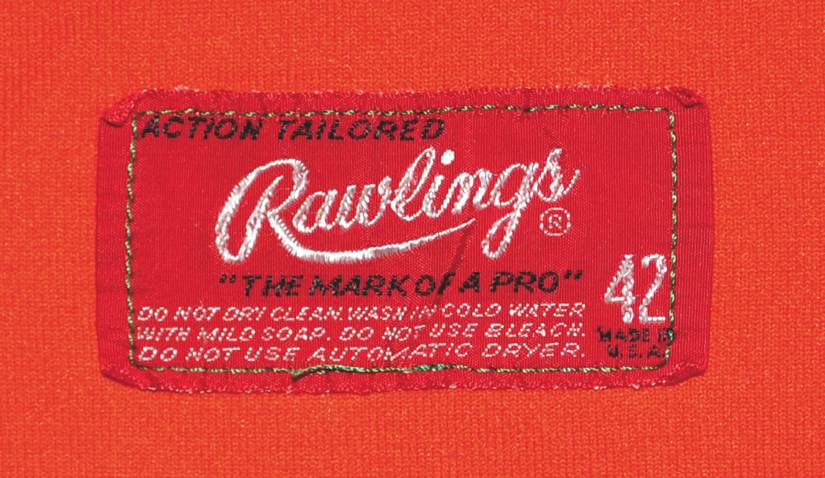 ACTION TAILORED
Rawlings®
"THE MARK OF A PRO"
42
DO NOT DRY CLEAN. WASH IN COLD WATER
WITH MILD SOAP. DO NOT USE BLEACH.
DO NOT USE AUTOMATIC DRYER.
MADE IN
U.S.A.